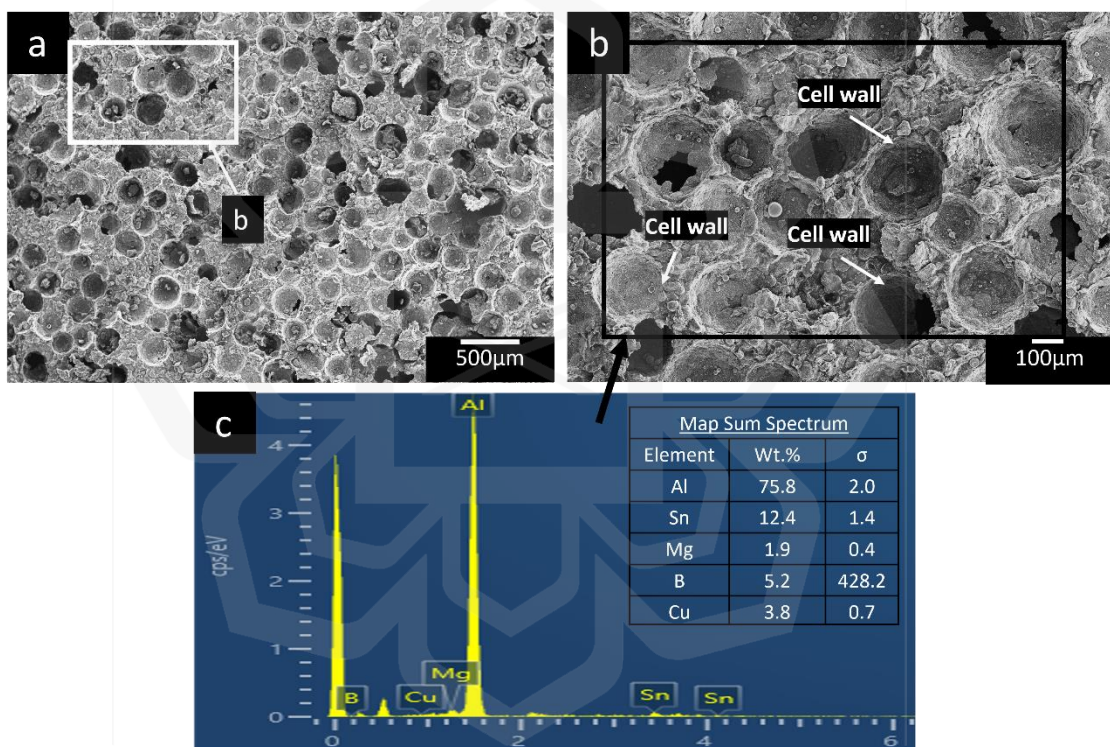 a
b
500µm
b
Cell wall
Cell wall
Cell wall
100µm
c
Al
Map Sum Spectrum
Element Wt.% σ
Al 75.8 2.0
Sn 12.4 1.4
Mg 1.9 0.4
B 5.2 428.2
Cu 3.8 0.7
cps/eV
4
3
2
1
0
B
Cu
Mg
Sn
Sn
0 2 4 6